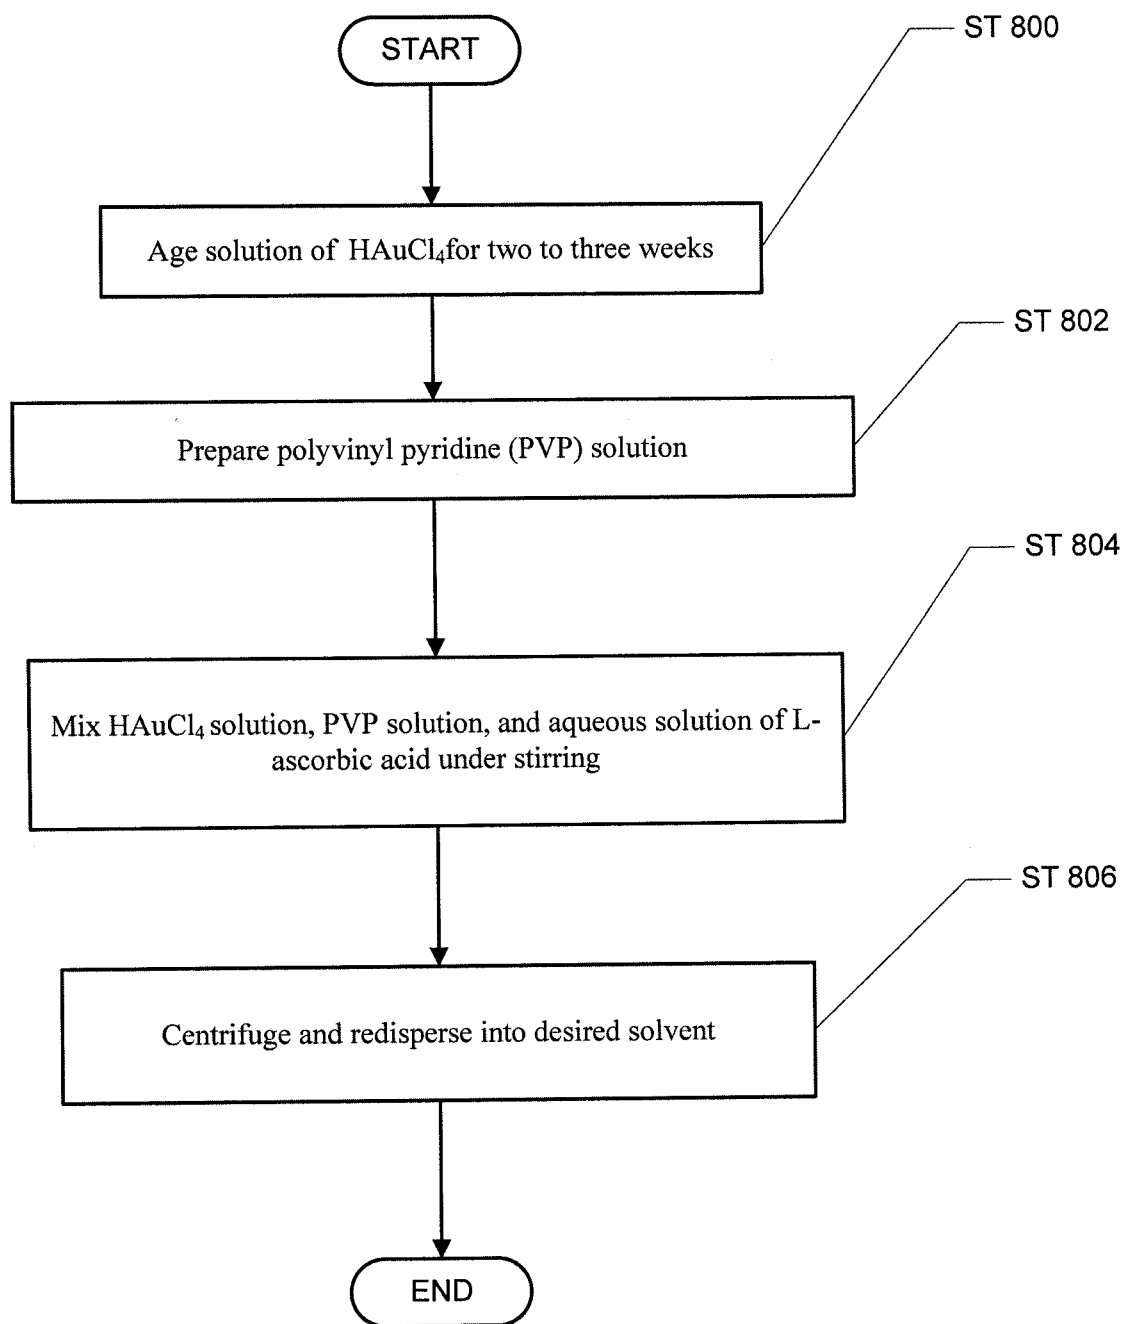 START
ST 800
Age solution of HAuCl₄for two to three weeks
ST 802
Prepare polyvinyl pyridine (PVP) solution
ST 804
Mix HAuCl₄ solution, PVP solution, and aqueous solution of L-
ascorbic acid under stirring
ST 806
Centrifuge and redisperse into desired solvent
END